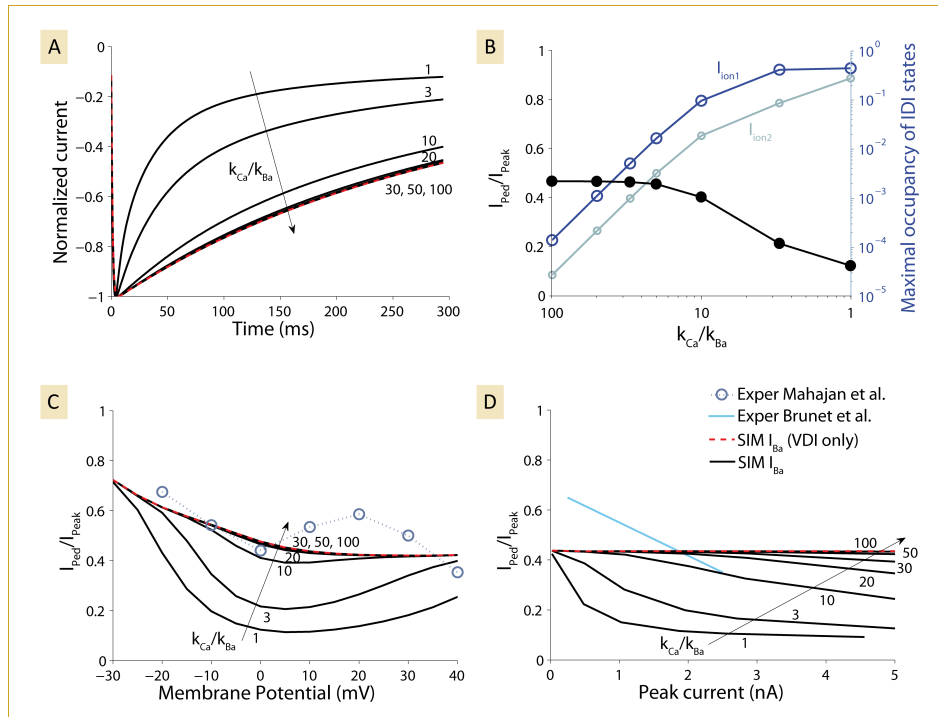 A
0
−0.2
−0.4
−0.6
−0.8
−1
Normalized current
1
3
10
20
30, 50, 100
kCa/kBa
0 50 100 150 200 250 300
Time (ms)
B
1
0.8
0.6
0.4
0.2
0
IPed/IPeak
Iion1
Iion2
10^0
10^−1
10^−2
10^−3
10^−4
10^−5
Maximal occupancy of IDI states
100 10 1
kCa/kBa
C
1
0.8
0.6
0.4
0.2
0
IPed/IPeak
30, 50, 100
20
10
3
1
kCa/kBa
−30 −20 −10 0 10 20 30 40
Membrane Potential (mV)
D
Exper Mahajan et al.
Exper Brunet et al.
SIM IBa (VDI only)
SIM IBa
1
0.8
0.6
0.4
0.2
0
IPed/IPeak
100
50
30
20
10
3
1
kCa/kBa
0 1 2 3 4 5
Peak current (nA)